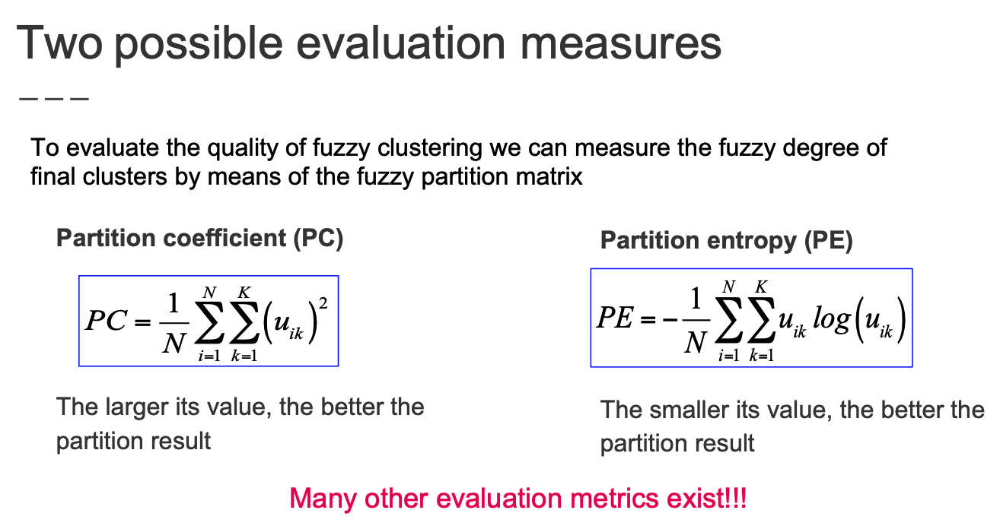 Two possible evaluation measures
To evaluate the quality of fuzzy clustering we can measure the fuzzy degree of
final clusters by means of the fuzzy partition matrix
Partition coefficient (PC)
Partition entropy (PE)
PC = \frac{1}{N} \sum_{i=1}^{N} \sum_{k=1}^{K} (u_{ik})^2
PE = -\frac{1}{N} \sum_{i=1}^{N} \sum_{k=1}^{K} u_{ik} log(u_{ik})
The larger its value, the better the
partition result
The smaller its value, the better the
partition result
Many other evaluation metrics exist!!!